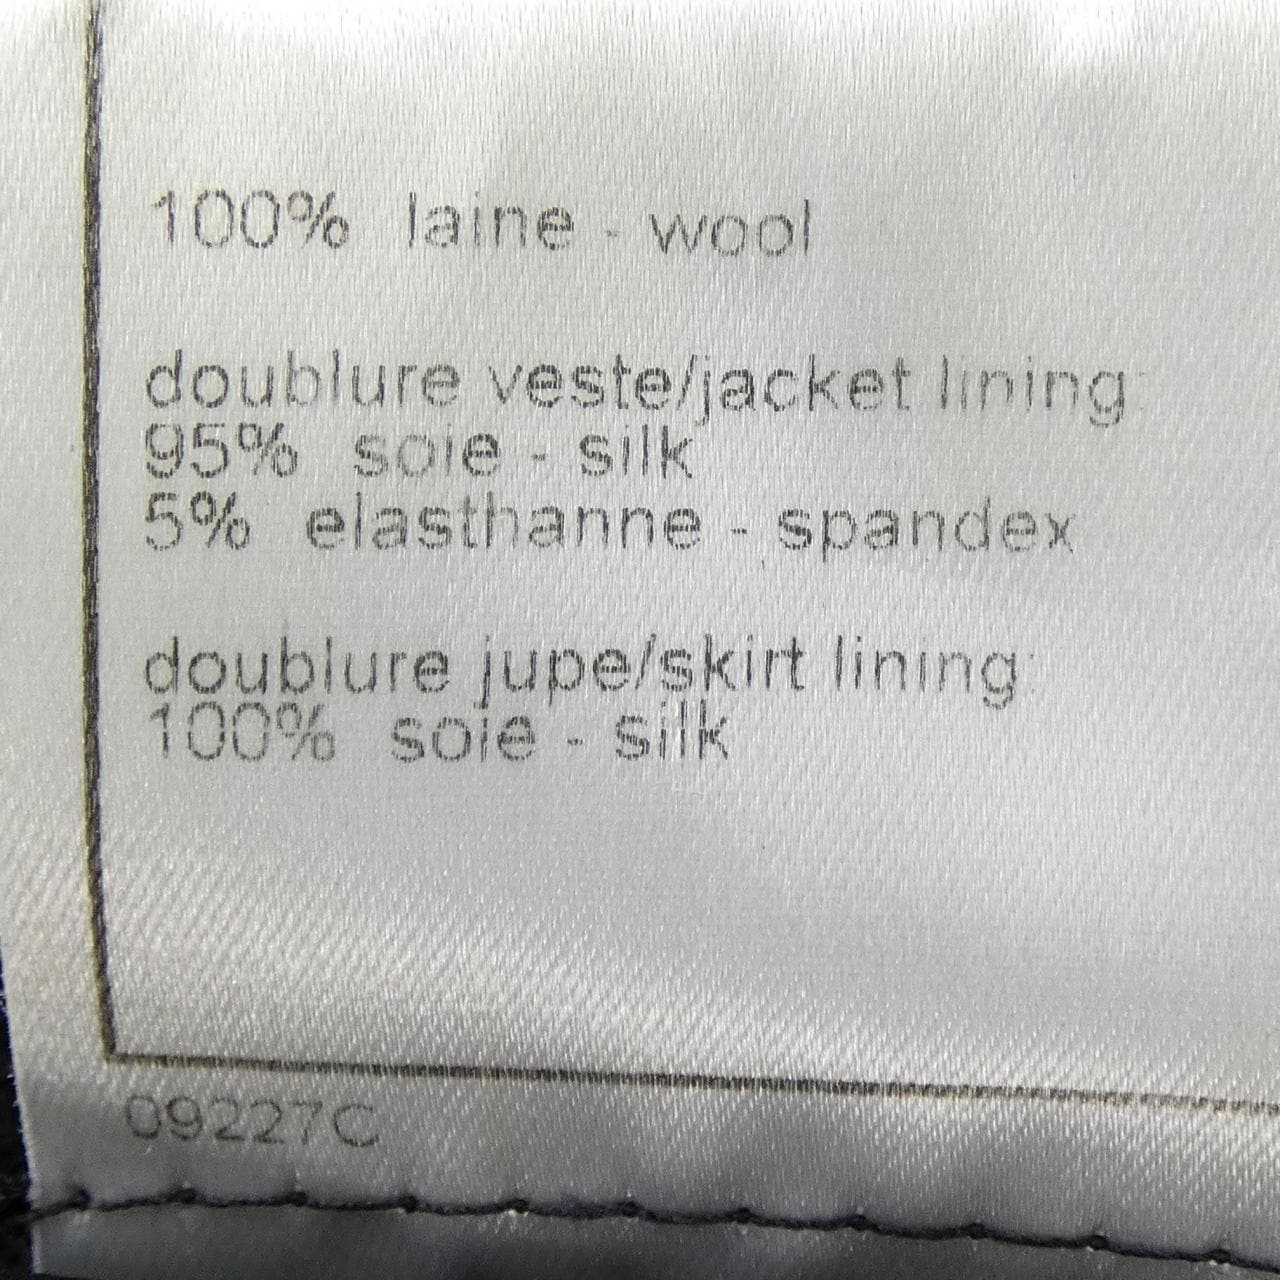 100% laine - wool
doublure veste/jacket lining:
95% soie - silk
5% elasthanne - spandex
doublure jupe/skirt lining:
100% soie - silk
09227C